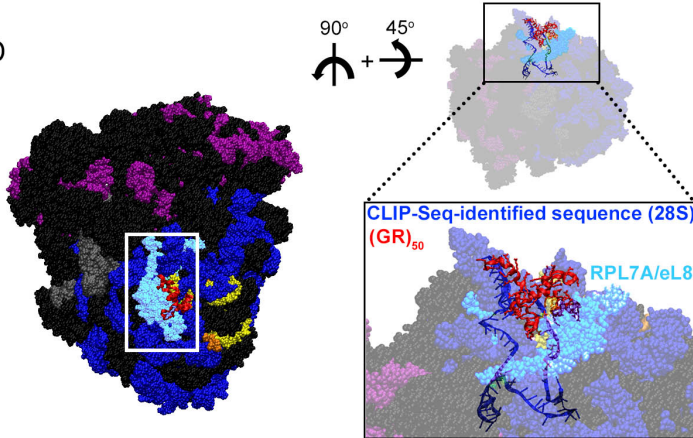 90° 45°
+
CLIP-Seq-identified sequence (28S)
(GR)50
RPL7A/eL8